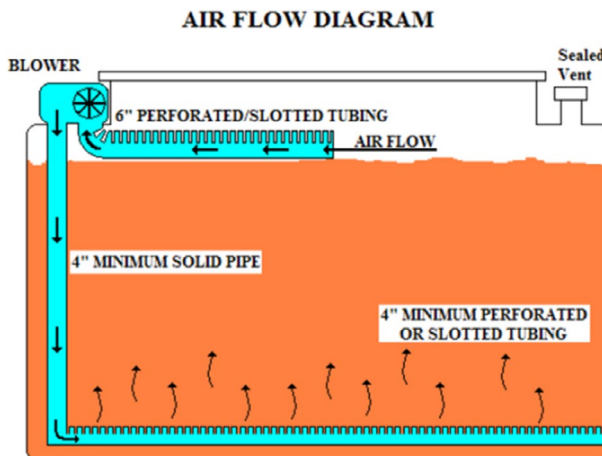 AIR FLOW DIAGRAM
BLOWER
Sealed
Vent
6" PERFORATED/SLOTTED TUBING
AIR FLOW
4" MINIMUM SOLID PIPE
4" MINIMUM PERFORATED
OR SLOTTED TUBING